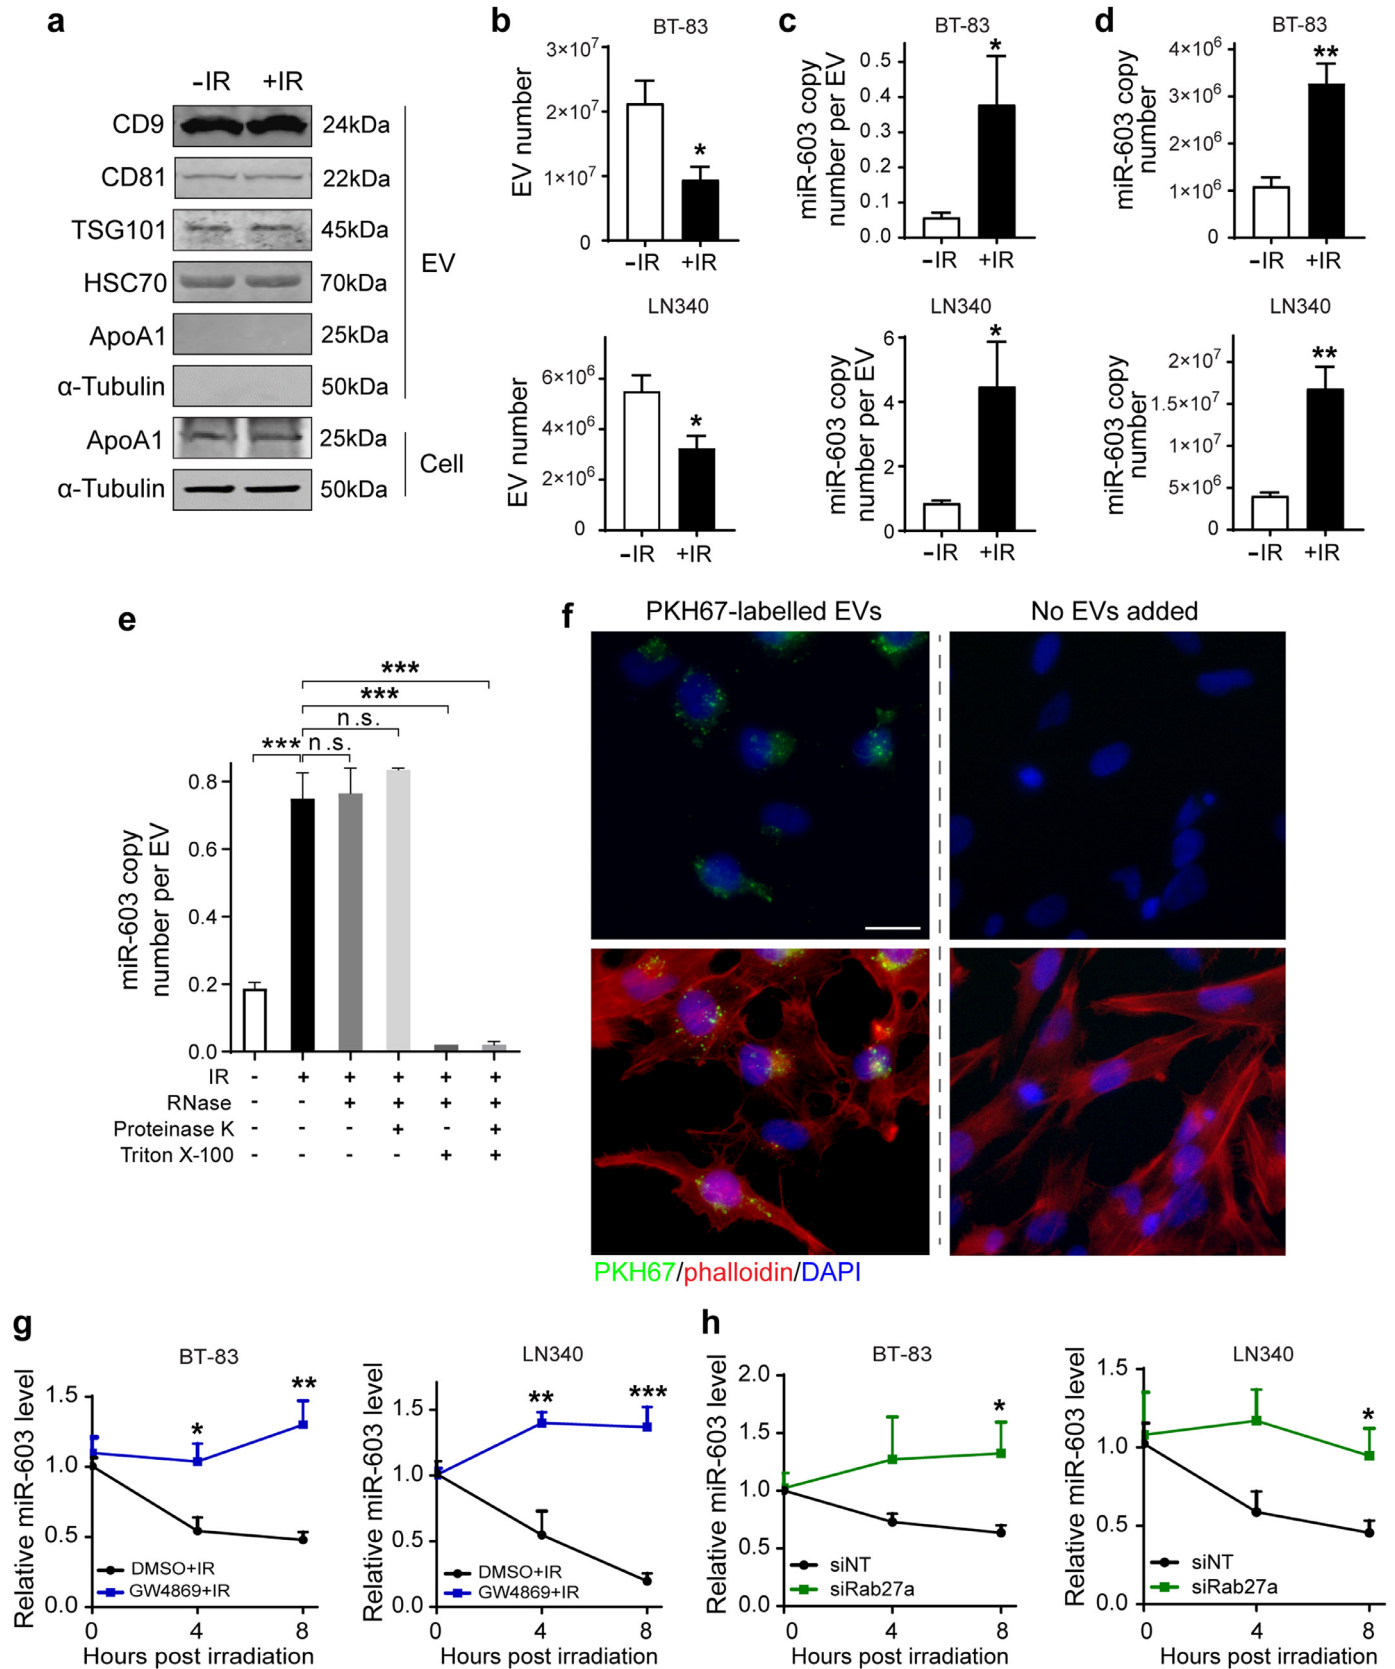 a
-IR +IR
CD9 24kDa
CD81 22kDa
TSG101 45kDa
HSC70 70kDa
ApoA1 25kDa
α-Tubulin 50kDa
EV
ApoA1 25kDa
α-Tubulin 50kDa
Cell
b
BT-83
EV number
3×10⁷
2×10⁷
1×10⁷
0
*
-IR +IR
LN340
EV number
6×10⁶
4×10⁶
2×10⁶
0
*
-IR +IR
c
BT-83
miR-603 copy
number per EV
0.5
0.4
0.3
0.2
0.1
0.0
*
-IR +IR
LN340
miR-603 copy
number per EV
6
4
2
0
*
-IR +IR
d
BT-83
miR-603 copy
number
4×10⁶
3×10⁶
2×10⁶
1×10⁶
0
**
-IR +IR
LN340
miR-603 copy
number
2×10⁷
1.5×10⁷
1×10⁷
5×10⁶
0
**
-IR +IR
e
***
***
n.s.
*** n.s.
miR-603 copy
number per EV
0.8
0.6
0.4
0.2
0.0
IR - + + + + +
RNase - - + + + +
Proteinase K - - - + - +
Triton X-100 - - - - + +
f
PKH67-labelled EVs No EVs added
PKH67/phalloidin/DAPI
g
BT-83
Relative miR-603 level
1.5
1.0
0.5
0.0
* **
DMSO+IR
GW4869+IR
0 4 8
Hours post irradiation
LN340
Relative miR-603 level
1.5
1.0
0.5
0.0
** ***
DMSO+IR
GW4869+IR
0 4 8
Hours post irradiation
h
BT-83
Relative miR-603 level
2.0
1.5
1.0
0.5
0.0
*
siNT
siRab27a
0 4 8
Hours post irradiation
LN340
Relative miR-603 level
1.5
1.0
0.5
0.0
*
siNT
siRab27a
0 4 8
Hours post irradiation